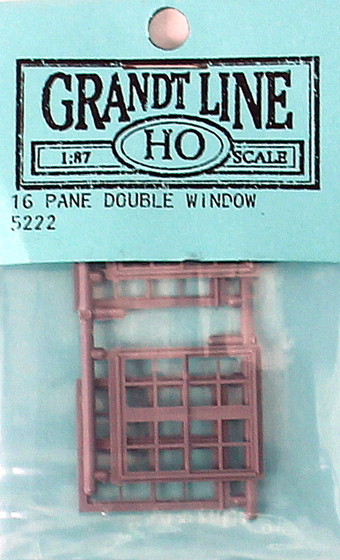 GRANDT LINE
1:87 HO SCALE
16 PANE DOUBLE WINDOW
5222